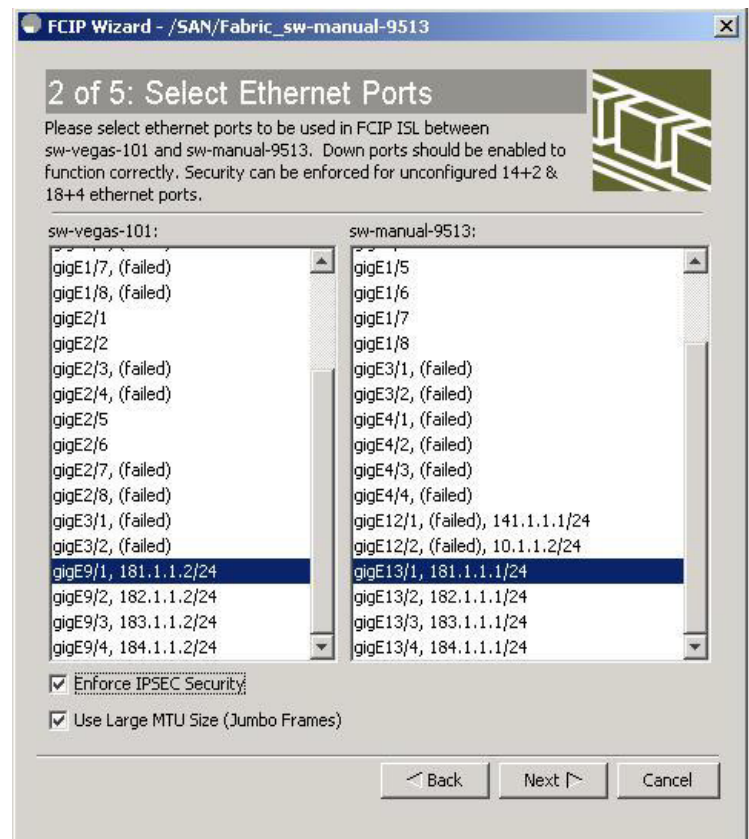 FCIP Wizard - /SAN/Fabric_sw-manual-9513
2 of 5: Select Ethernet Ports
Please select ethernet ports to be used in FCIP ISL between
sw-vegas-101 and sw-manual-9513.  Down ports should be enabled to
function correctly. Security can be enforced for unconfigured 14+2 &
18+4 ethernet ports.
sw-vegas-101:
gigE1/7, (failed)
gigE1/8, (failed)
gigE2/1
gigE2/2
gigE2/3, (failed)
gigE2/4, (failed)
gigE2/5
gigE2/6
gigE2/7, (failed)
gigE2/8, (failed)
gigE3/1, (failed)
gigE3/2, (failed)
gigE9/1, 181.1.1.2/24
gigE9/2, 182.1.1.2/24
gigE9/3, 183.1.1.2/24
gigE9/4, 184.1.1.2/24
sw-manual-9513:
gigE1/5
gigE1/6
gigE1/7
gigE1/8
gigE3/1, (failed)
gigE3/2, (failed)
gigE4/1, (failed)
gigE4/2, (failed)
gigE4/3, (failed)
gigE4/4, (failed)
gigE12/1, (failed), 141.1.1.1/24
gigE12/2, (failed), 10.1.1.2/24
gigE13/1, 181.1.1.1/24
gigE13/2, 182.1.1.1/24
gigE13/3, 183.1.1.1/24
gigE13/4, 184.1.1.1/24
Enforce IPSEC Security
Use Large MTU Size (Jumbo Frames)
Back
Next
Cancel